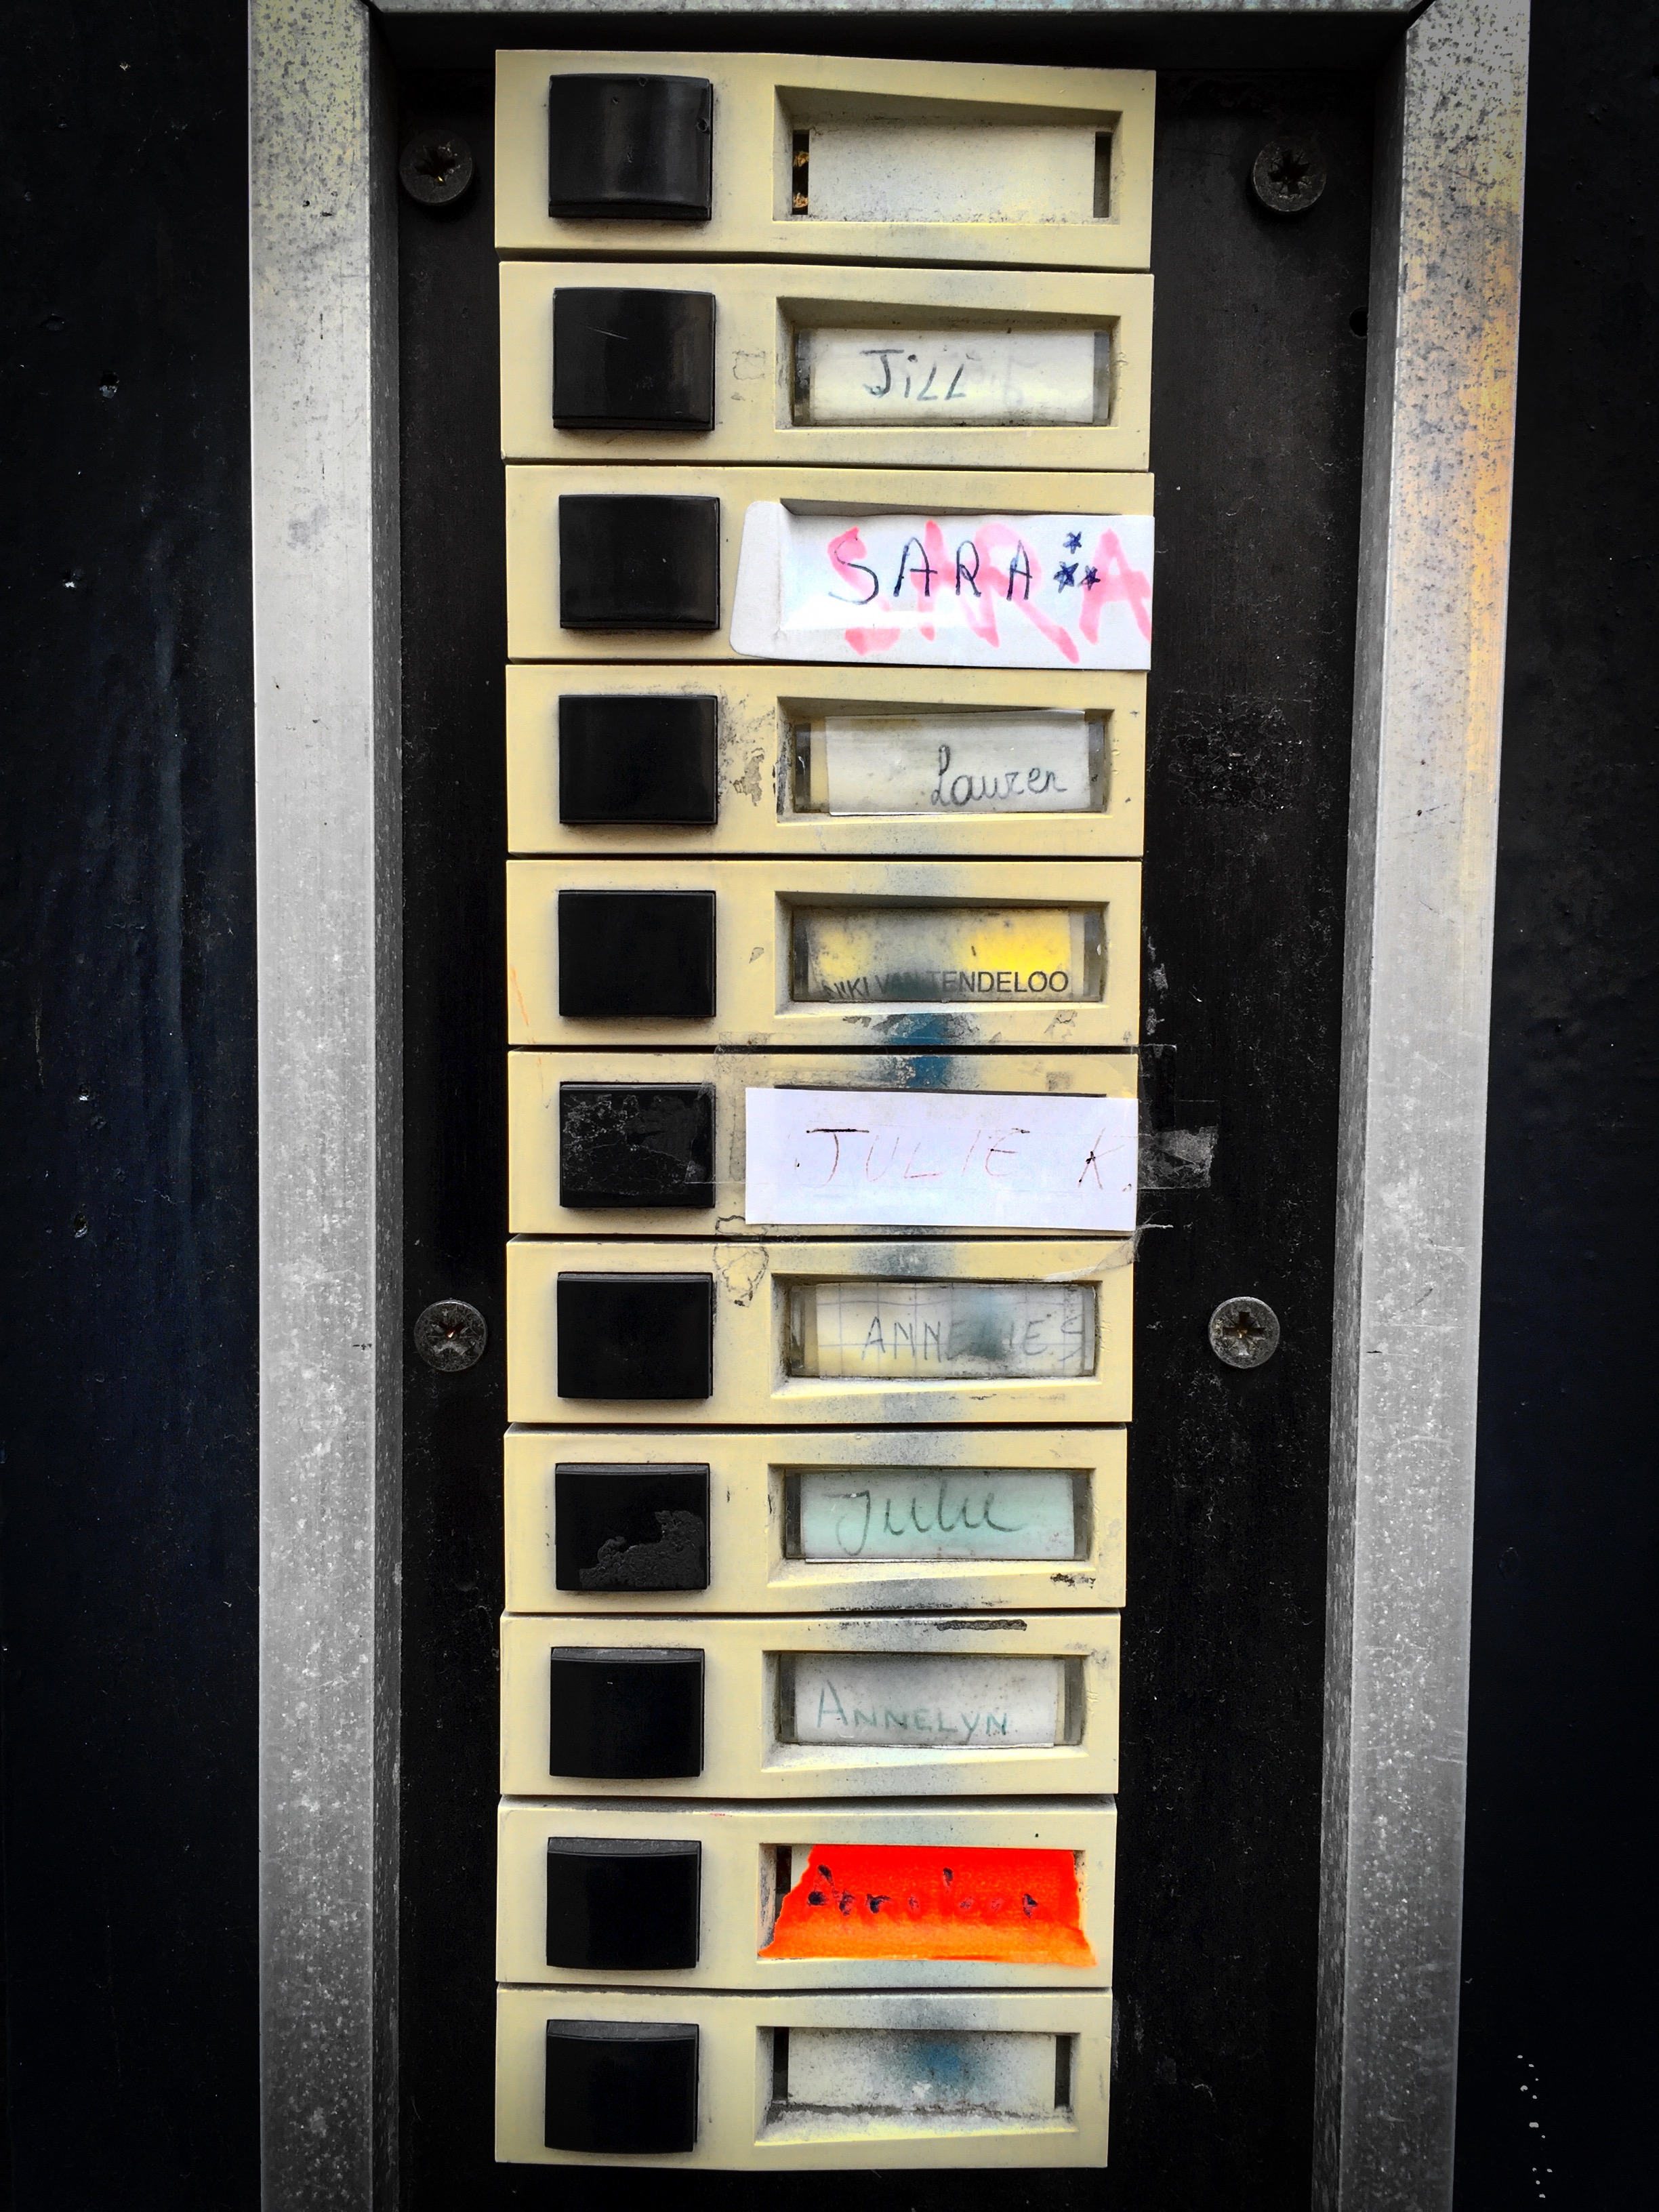 JiLL
SARA
Lauren
NIKI VAN TENDELOO
JULIE K.
Julie
ANNELYN